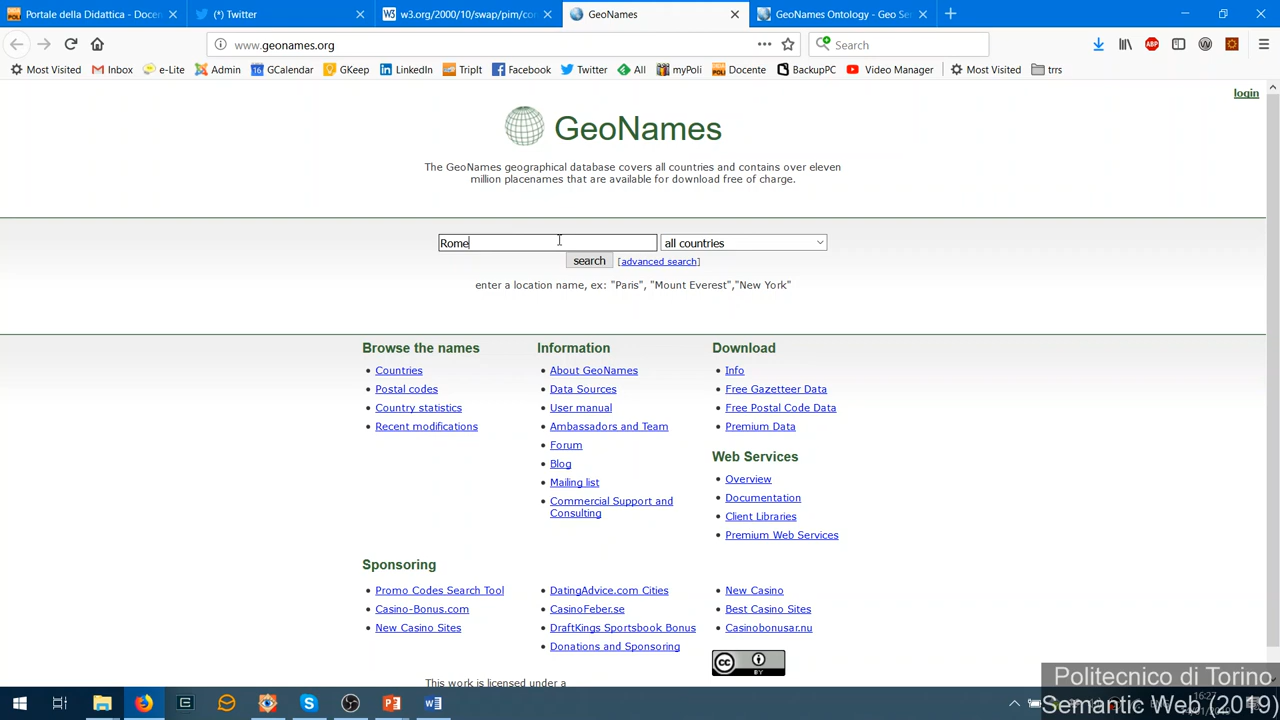 Portale della Didattica - Docen
(*) Twitter
w3.org/2000/10/swap/pim/con
GeoNames
GeoNames Ontology - Geo Se
www.geonames.org
Search
Most Visited
Inbox
e-Lite
Admin
GCalendar
GKeep
LinkedIn
TripIt
Facebook
Twitter
All
myPoli
Docente
BackupPC
Video Manager
Most Visited
trrs
login
GeoNames
The GeoNames geographical database covers all countries and contains over eleven
million placenames that are available for download free of charge.
Rome
all countries
search [advanced search]
enter a location name, ex: "Paris", "Mount Everest","New York"
Browse the names
• Countries
• Postal codes
• Country statistics
• Recent modifications
Information
• About GeoNames
• Data Sources
• User manual
• Ambassadors and Team
• Forum
• Blog
• Mailing list
• Commercial Support and
Consulting
Download
• Info
• Free Gazetteer Data
• Free Postal Code Data
• Premium Data
Web Services
• Overview
• Documentation
• Client Libraries
• Premium Web Services
Sponsoring
• Promo Codes Search Tool
• Casino-Bonus.com
• New Casino Sites
• DatingAdvice.com Cities
• CasinoFeber.se
• DraftKings Sportsbook Bonus
• Donations and Sponsoring
• New Casino
• Best Casino Sites
• Casinobonusar.nu
CC BY
This work is licensed under a
Politecnico di Torino
16:27
Semantic Web (2019)